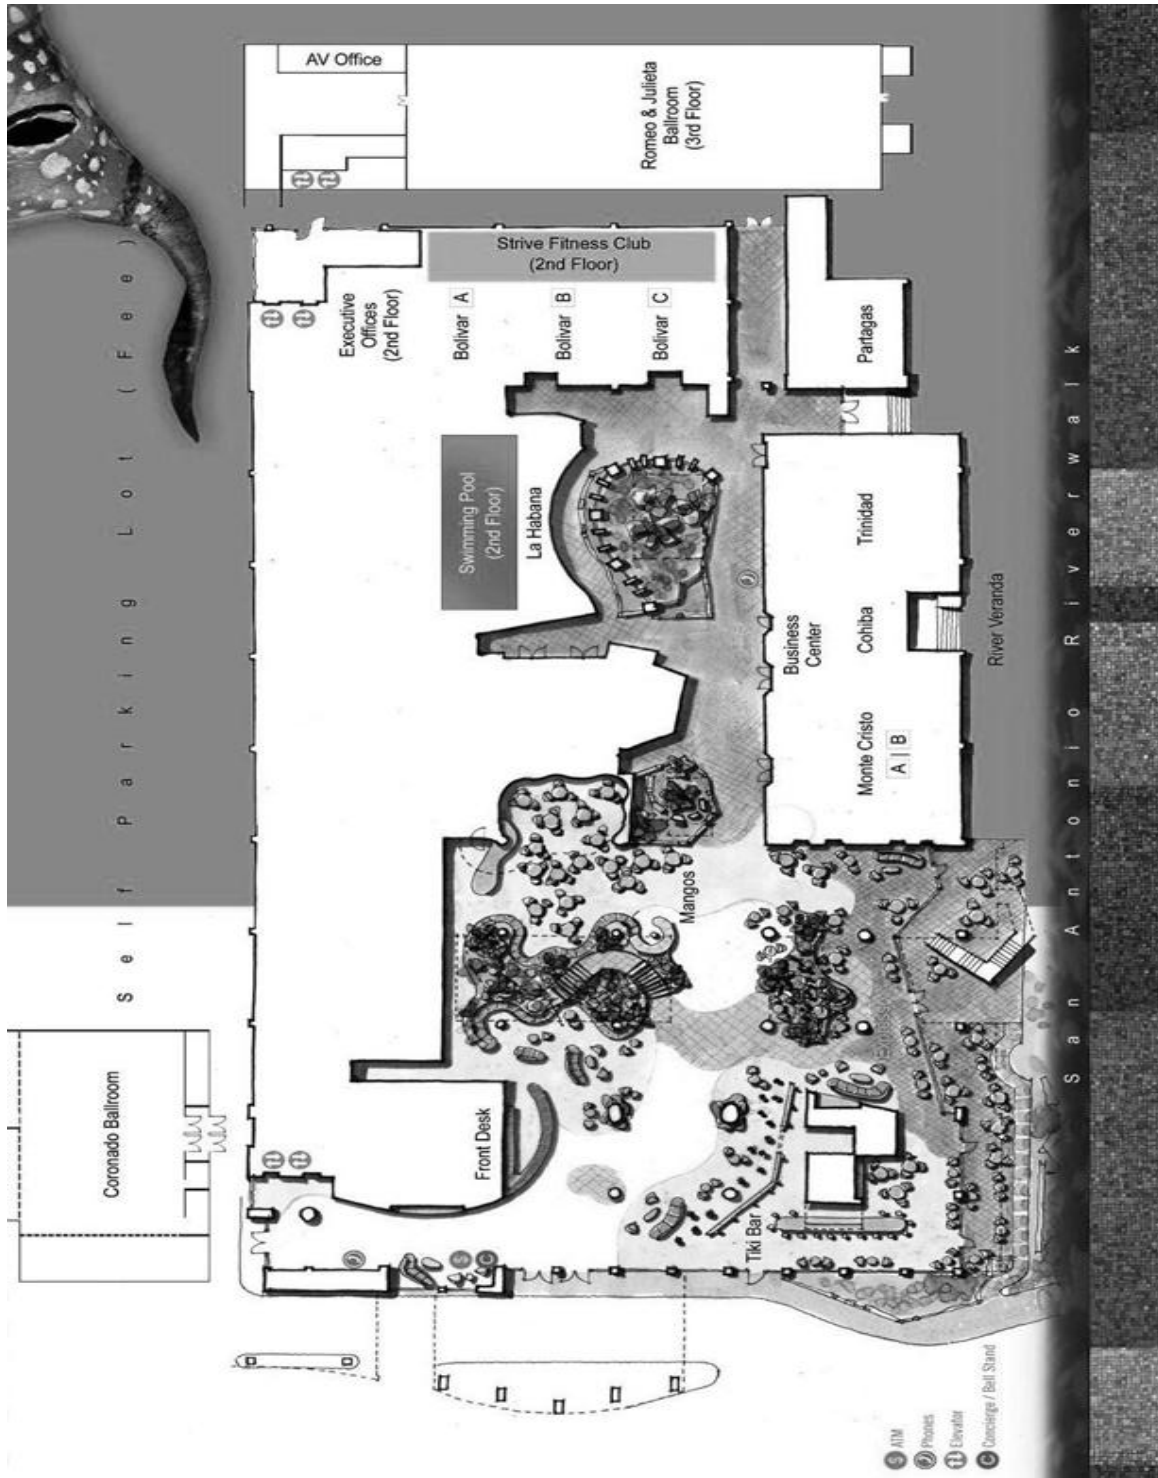 AV Office
Romeo & Julieta
Ballroom
(3rd Floor)
Strive Fitness Club
(2nd Floor)
Executive
Offices
(2nd Floor)
Bolivar A
Bolivar B
Bolivar C
Partagas
Self Parking Lot (Fee)
Swimming Pool
(2nd Floor)
La Habana
Trinidad
Business
Center
Cohiba
River Veranda
Monte Cristo
A | B
San Antonio Riverwalk
Mangos
Coronado Ballroom
Front Desk
Tiki Bar
S
C
S ATM
Phones
Elevator
C Concierge / Bell Stand